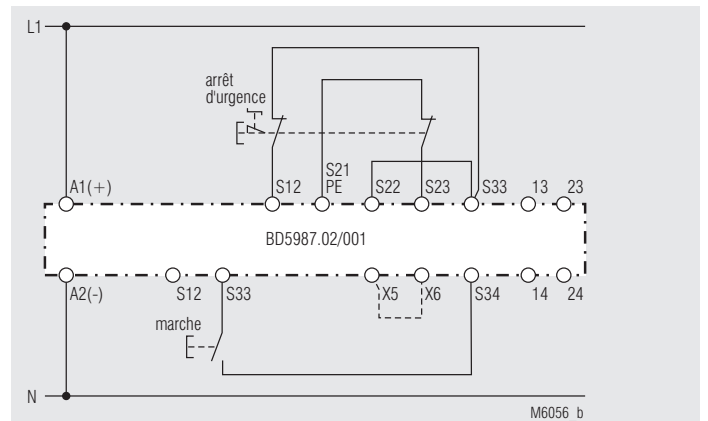 L1
arrêt
d'urgence
A1(+)
S12
S21
PE
S22
S23
S33
13
23
BD5987.02/001
A2(-)
S12
S33
X5
X6
S34
14
24
marche
N
M6056 b